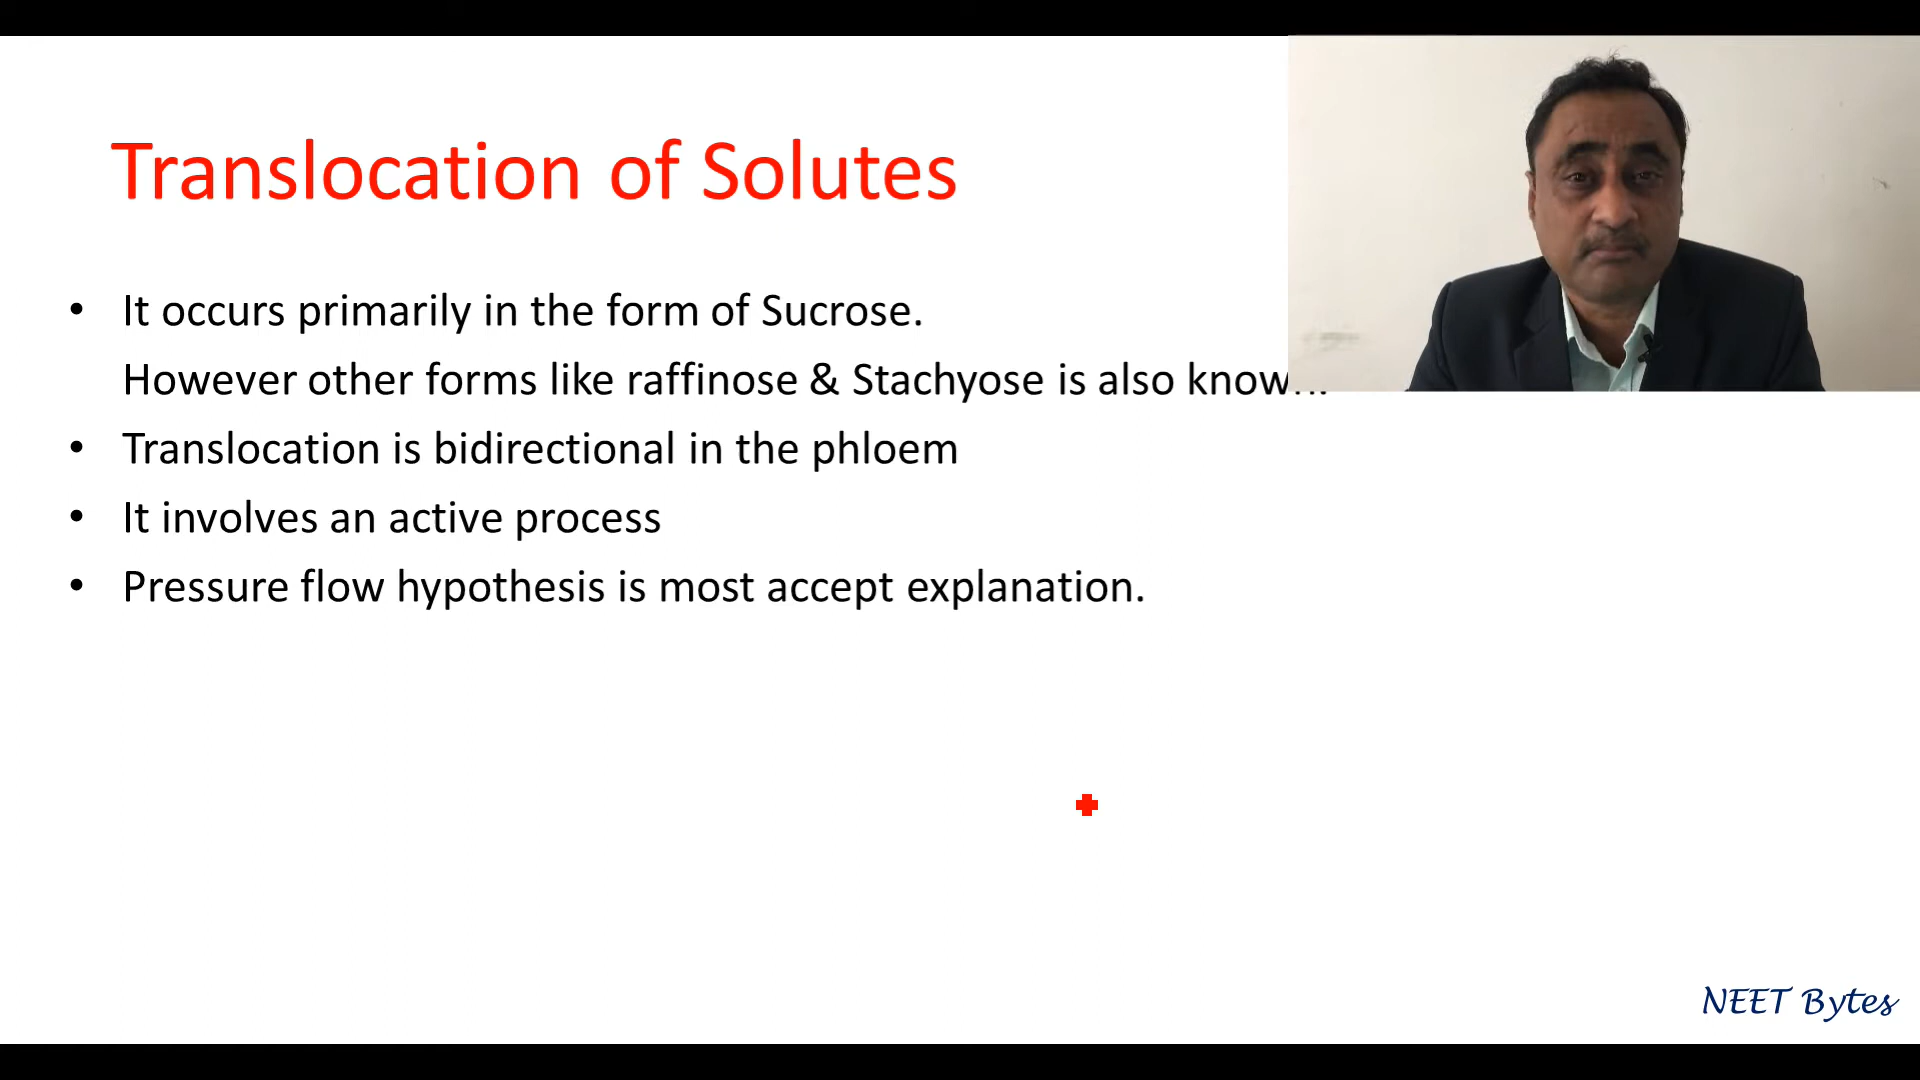 Translocation of Solutes
• It occurs primarily in the form of Sucrose.
However other forms like raffinose & Stachyose is also known.
• Translocation is bidirectional in the phloem
• It involves an active process
• Pressure flow hypothesis is most accept explanation.
NEET Bytes